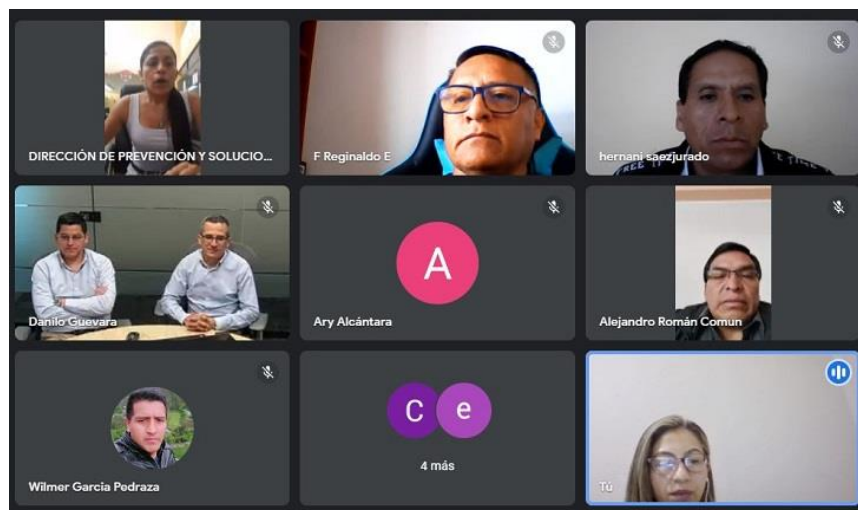 DIRECCIÓN DE PREVENCIÓN Y SOLUCIO...
F Reginaldo E
hernani saezjurado
Danilo Guevara
A
Ary Alcántara
Alejandro Román Comun
Wilmer Garcia Pedraza
C e
4 más
Tú